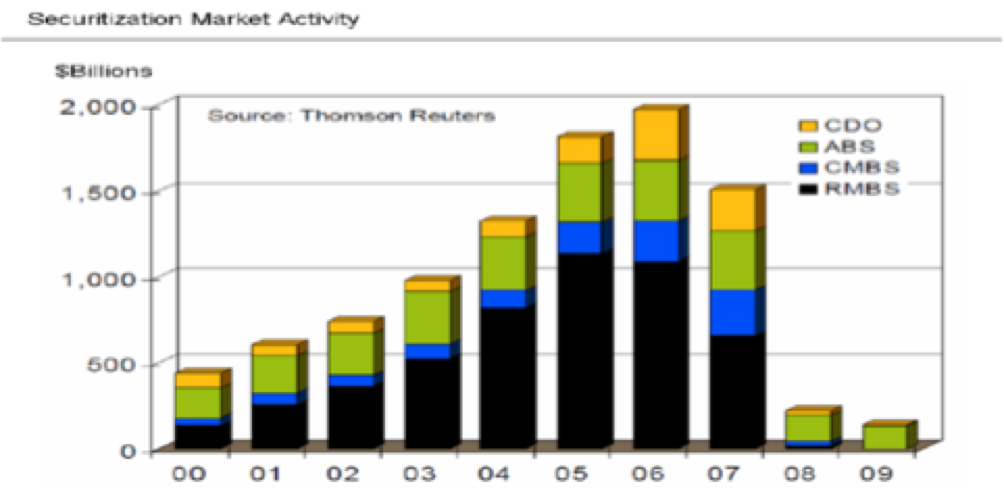 Securitization Market Activity
$Billions
2,000
Source: Thomson Reuters
CDO
ABS
CMBS
RMBS
1,500
1,000
500
0
00 01 02 03 04 05 06 07 08 09